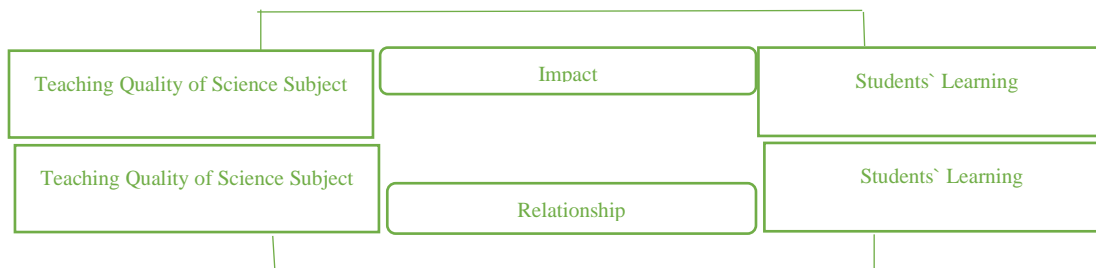 Teaching Quality of Science Subject
Impact
Students` Learning
Teaching Quality of Science Subject
Relationship
Students` Learning